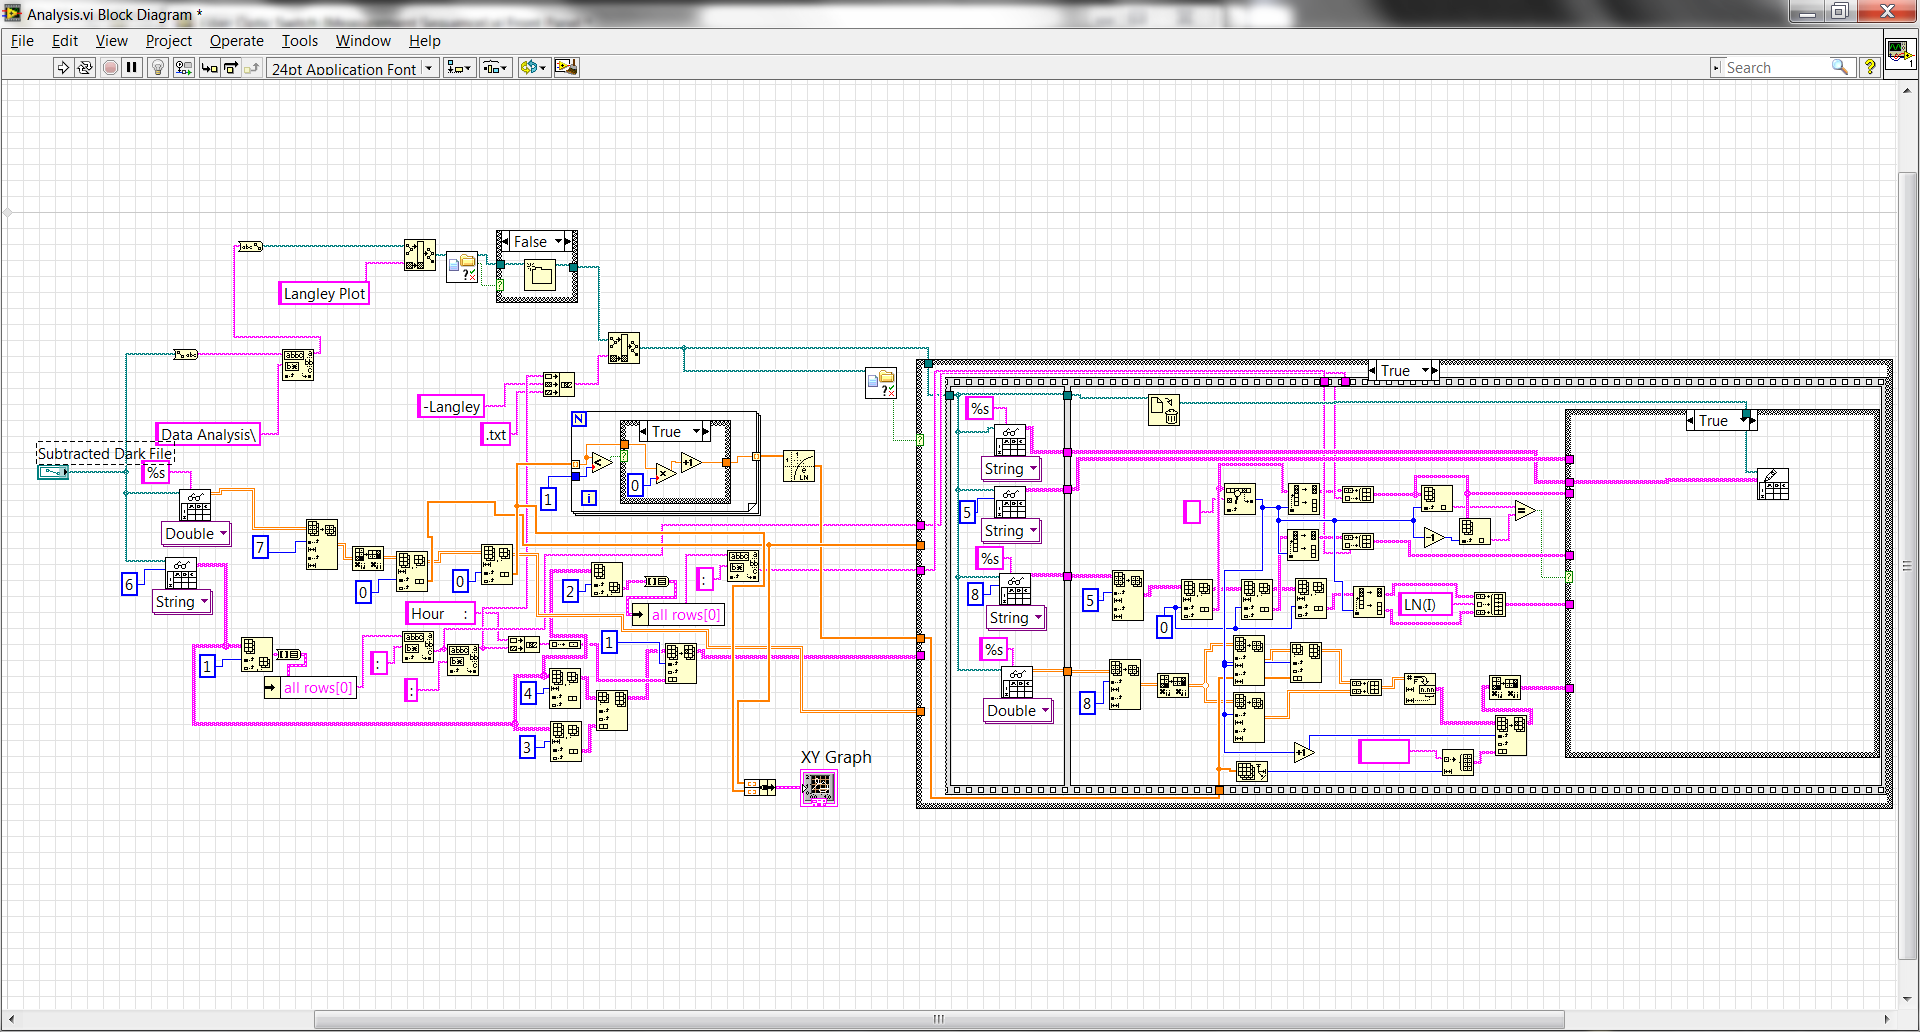 Analysis.vi Block Diagram *
File Edit View Project Operate Tools Window Help
24pt Application Font
Search
1
False
Langley Plot
True
-Langley
.txt
Data Analysis\
Subtracted Dark File
%s
Double
7
6
String
0
0
N
True
1
i
0
LN
2
:
all rows[0]
Hour :
1
1
all rows[0]
:
:
4
3
XY Graph
True
%s
String
5
String
%s
8
String
%s
Double
5
0
8
LN(I)
True